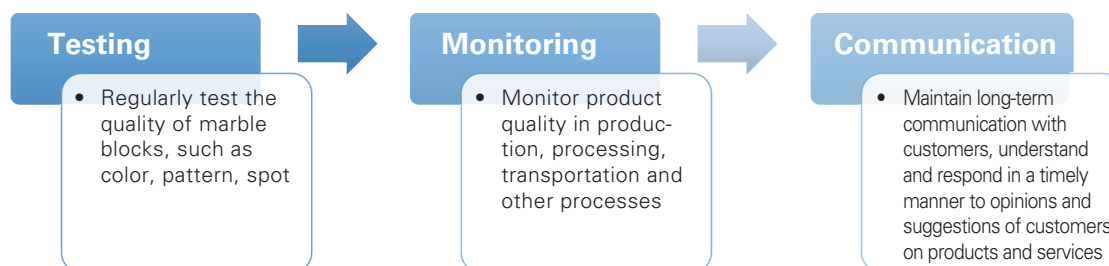 Testing
• Regularly test the
quality of marble
blocks, such as
color, pattern, spot
Monitoring
• Monitor product
quality in produc-
tion, processing,
transportation and
other processes
Communication
• Maintain long-term
communication with
customers, understand
and respond in a timely
manner to opinions and
suggestions of customers
on products and services